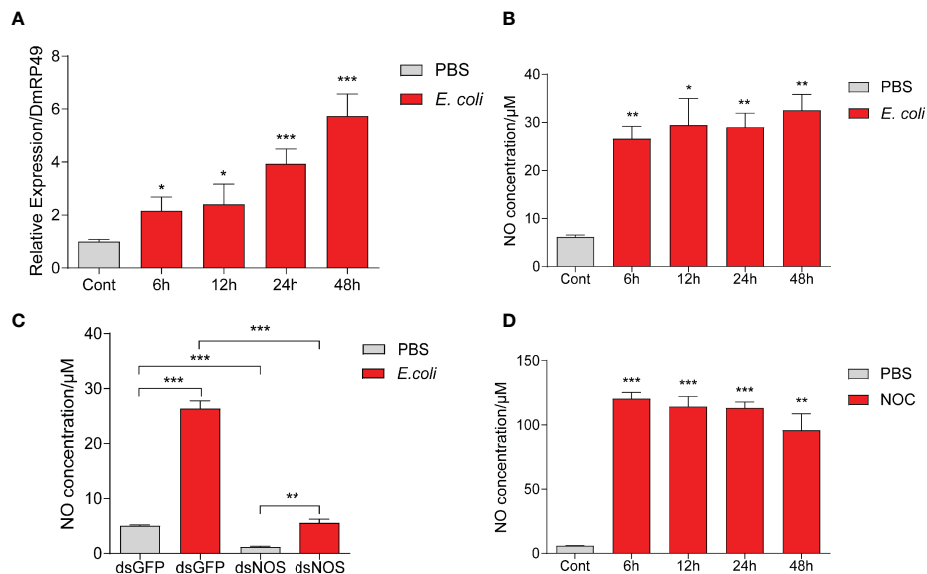 A
Relative Expression/DmRP49
8
6
4
2
0
*
*
***
***
Cont 6h 12h 24h 48h
PBS
E. coli
B
NO concentration/μM
40
30
20
10
0
**
*
**
**
Cont 6h 12h 24h 48h
PBS
E. coli
C
NO concentration/μM
40
30
20
10
0
***
***
***
**
dsGFP dsGFP dsNOS dsNOS
PBS
E.coli
D
NO concentration/μM
150
100
50
0
***
***
***
**
Cont 6h 12h 24h 48h
PBS
NOC